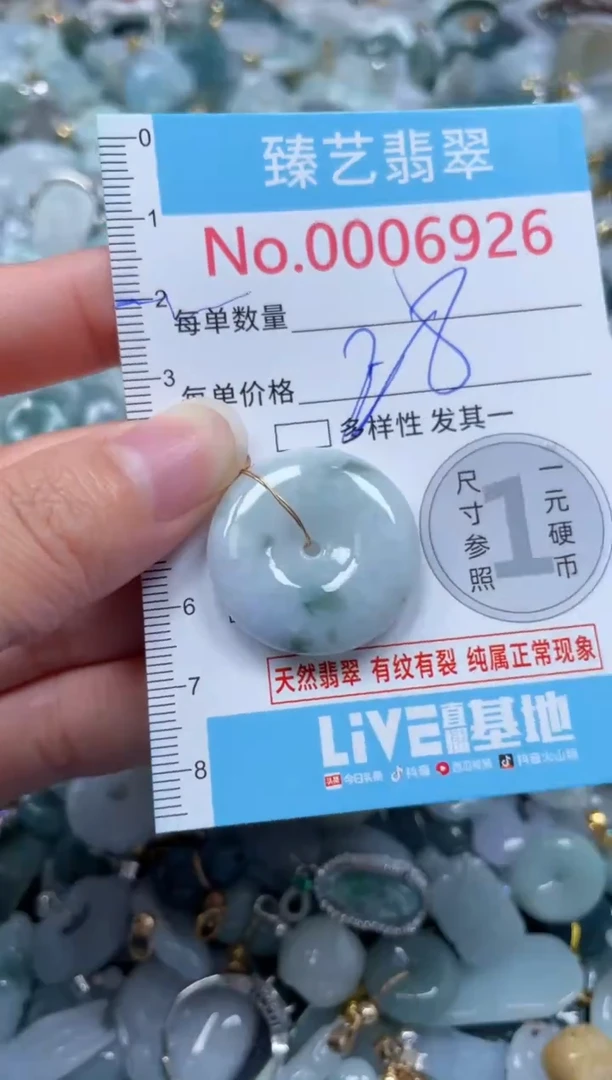 臻艺翡翠
No.0006926
每单数量
每单价格
多样性 发其一
尺寸参照
1
一元硬币
天然翡翠 有纹有裂 纯属正常现象
LiVE直播基地
头条 今日头条 抖音 西瓜视频 抖音火山版
0
1
2
3
6
7
8